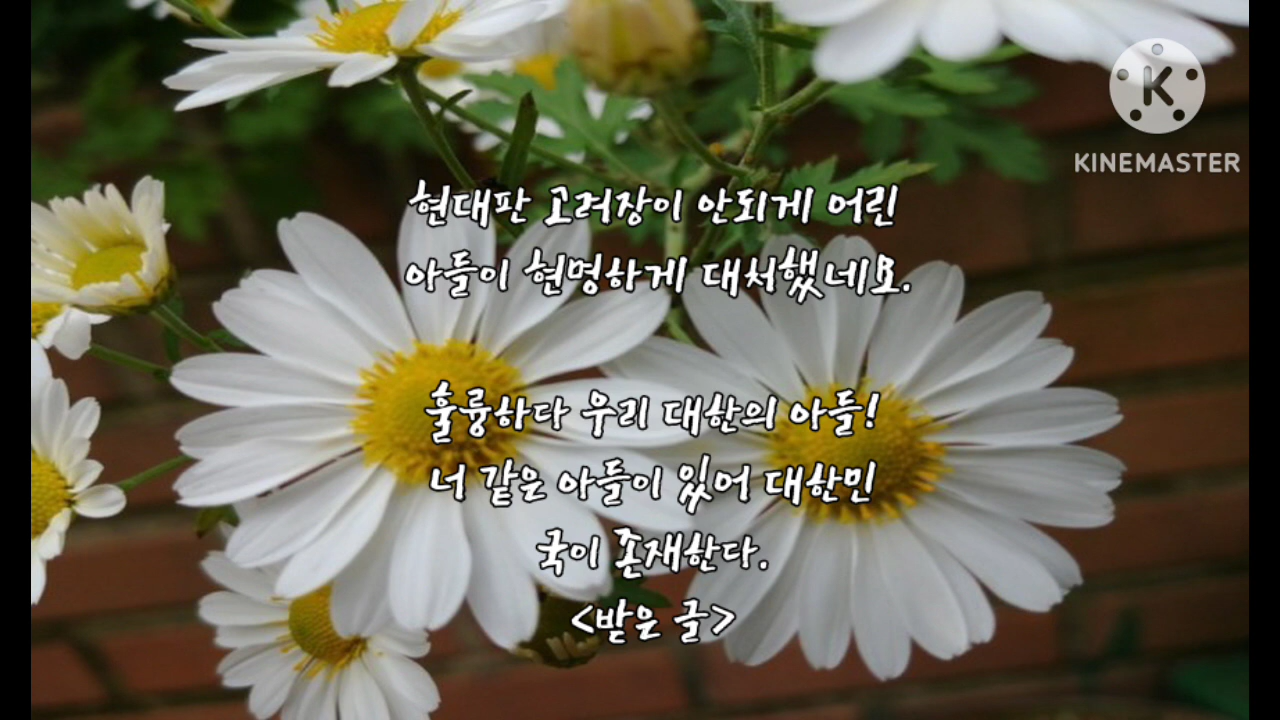 KINEMASTER
현대판 고려장이 안되게 어린
아들이 현명하게 대처했네요.
훌륭하다 우리 대한의 아들!
너 같은 아들이 있어 대한민
국이 존재한다.
<받은 글>